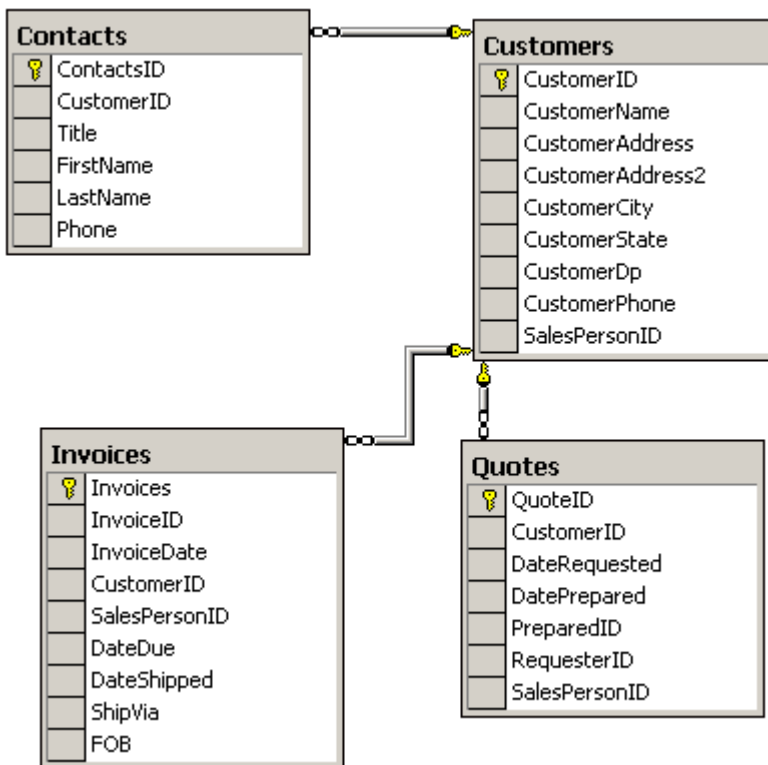 Contacts
ContactsID
CustomerID
Title
FirstName
LastName
Phone
Customers
CustomerID
CustomerName
CustomerAddress
CustomerAddress2
CustomerCity
CustomerState
CustomerDp
CustomerPhone
SalesPersonID
Invoices
Invoices
InvoiceID
InvoiceDate
CustomerID
SalesPersonID
DateDue
DateShipped
ShipVia
FOB
Quotes
QuoteID
CustomerID
DateRequested
DatePrepared
PreparedID
RequesterID
SalesPersonID